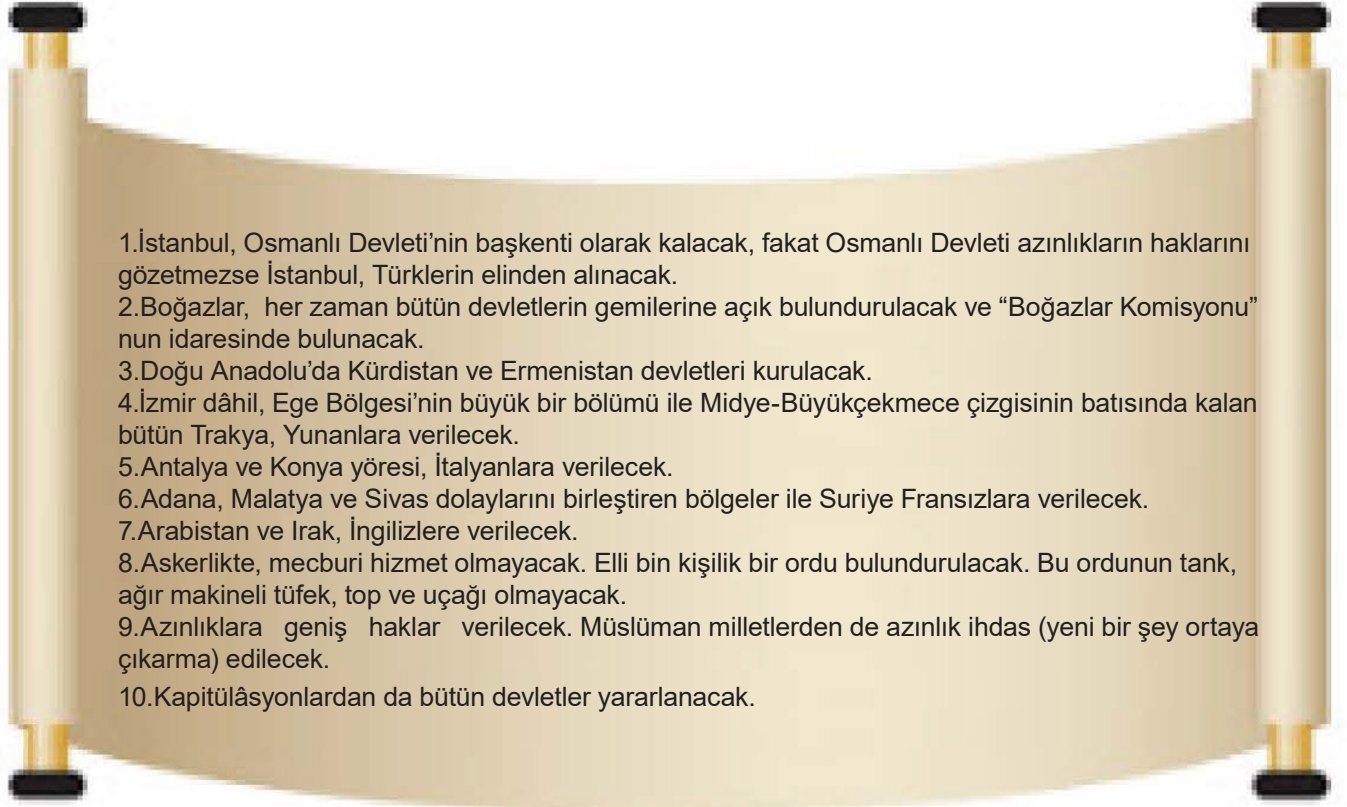 1.İstanbul, Osmanlı Devleti’nin başkenti olarak kalacak, fakat Osmanlı Devleti azınlıkların haklarını
gözetmezse İstanbul, Türklerin elinden alınacak.
2.Boğazlar, her zaman bütün devletlerin gemilerine açık bulundurulacak ve “Boğazlar Komisyonu”
nun idaresinde bulunacak.
3.Doğu Anadolu’da Kürdistan ve Ermenistan devletleri kurulacak.
4.İzmir dâhil, Ege Bölgesi’nin büyük bir bölümü ile Midye-Büyükçekmece çizgisinin batısında kalan
bütün Trakya, Yunanlara verilecek.
5.Antalya ve Konya yöresi, İtalyanlara verilecek.
6.Adana, Malatya ve Sivas dolaylarını birleştiren bölgeler ile Suriye Fransızlara verilecek.
7.Arabistan ve Irak, İngilizlere verilecek.
8.Askerlikte, mecburi hizmet olmayacak. Elli bin kişilik bir ordu bulundurulacak. Bu ordunun tank,
ağır makineli tüfek, top ve uçağı olmayacak.
9.Azınlıklara geniş haklar verilecek. Müslüman milletlerden de azınlık ihdas (yeni bir şey ortaya
çıkarma) edilecek.
10.Kapitülâsyonlardan da bütün devletler yararlanacak.